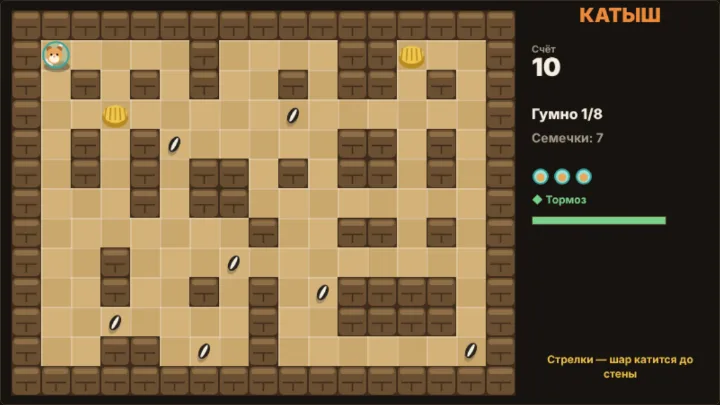 КАТЫШ
Счёт
10
Гумно 1/8
Семечки: 7
◆ Тормоз
Стрелки — шар катится до
стены